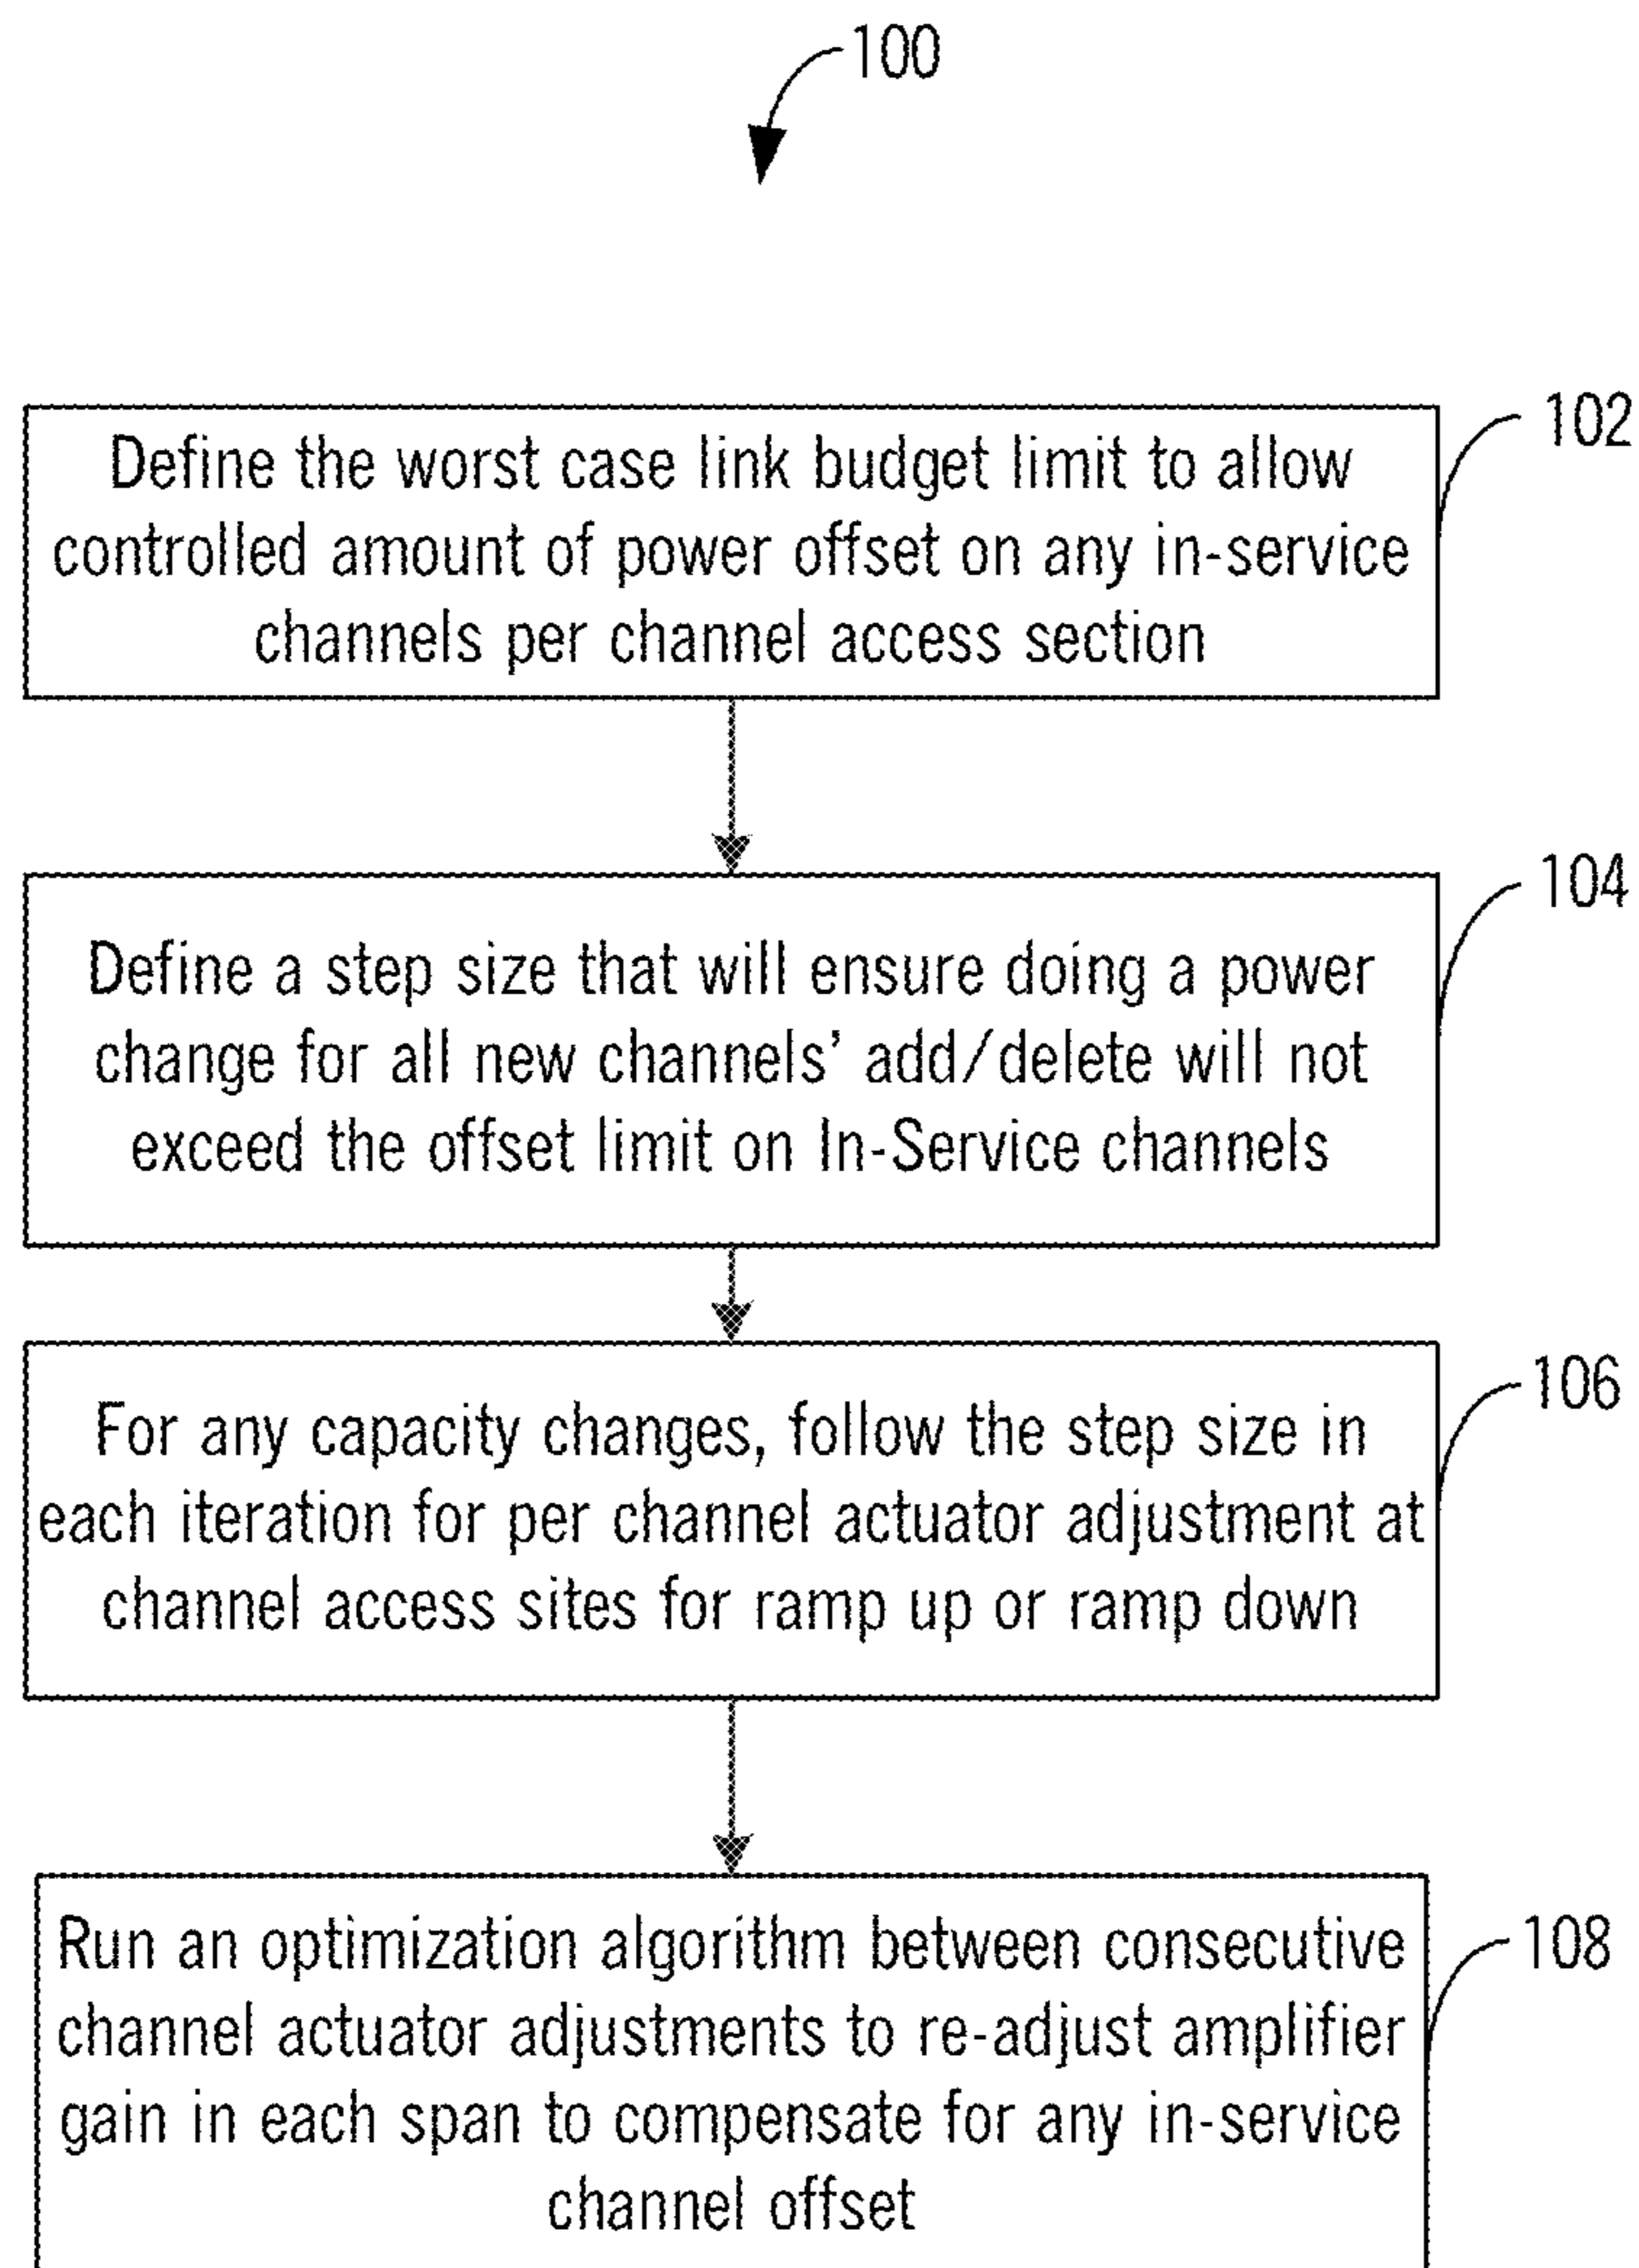 100
102
Define the worst case link budget limit to allow
controlled amount of power offset on any in-service
channels per channel access section
104
Define a step size that will ensure doing a power
change for all new channels’ add/delete will not
exceed the offset limit on In-Service channels
106
For any capacity changes, follow the step size in
each iteration for per channel actuator adjustment at
channel access sites for ramp up or ramp down
108
Run an optimization algorithm between consecutive
channel actuator adjustments to re-adjust amplifier
gain in each span to compensate for any in-service
channel offset